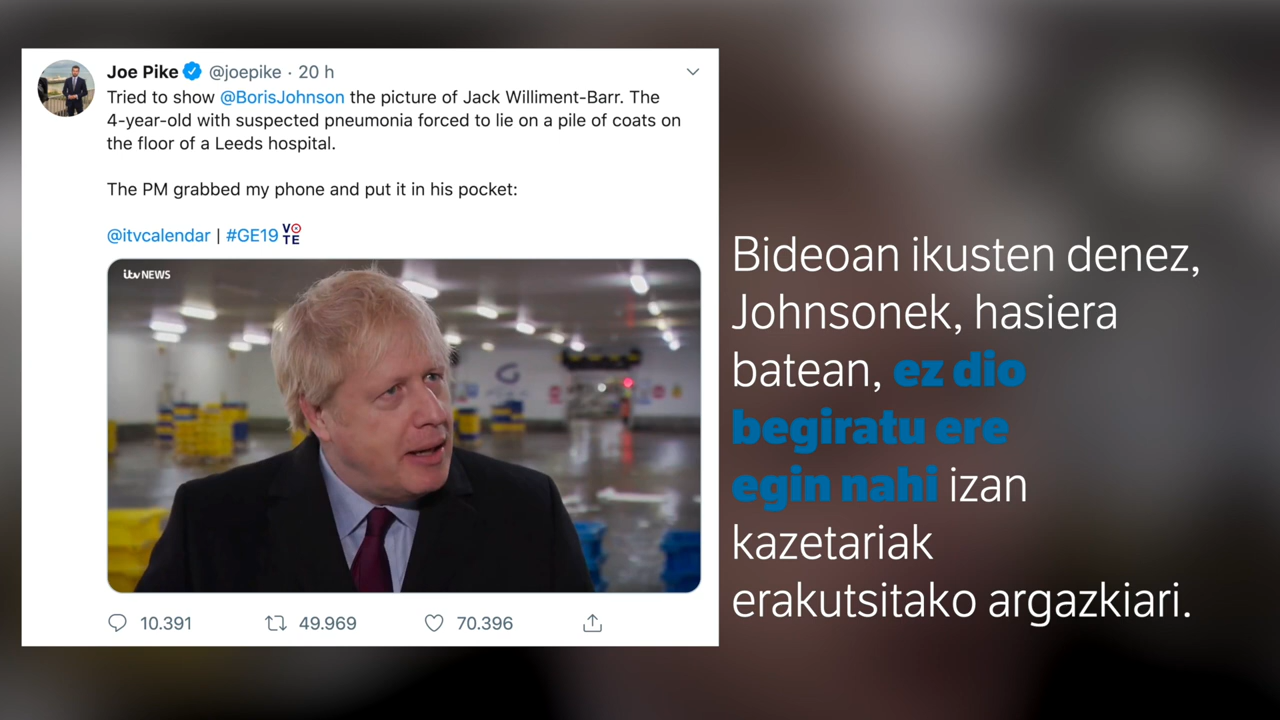 Joe Pike @joepike · 20 h
Tried to show @BorisJohnson the picture of Jack Williment-Barr. The
4-year-old with suspected pneumonia forced to lie on a pile of coats on
the floor of a Leeds hospital.
The PM grabbed my phone and put it in his pocket:
@itvcalendar | #GE19 VOTE
itv NEWS
10.391 49.969 70.396
Bideoan ikusten denez,
Johnsonek, hasiera
batean, ez dio
begiratu ere
egin nahi izan
kazetariak
erakutsitako argazkiari.